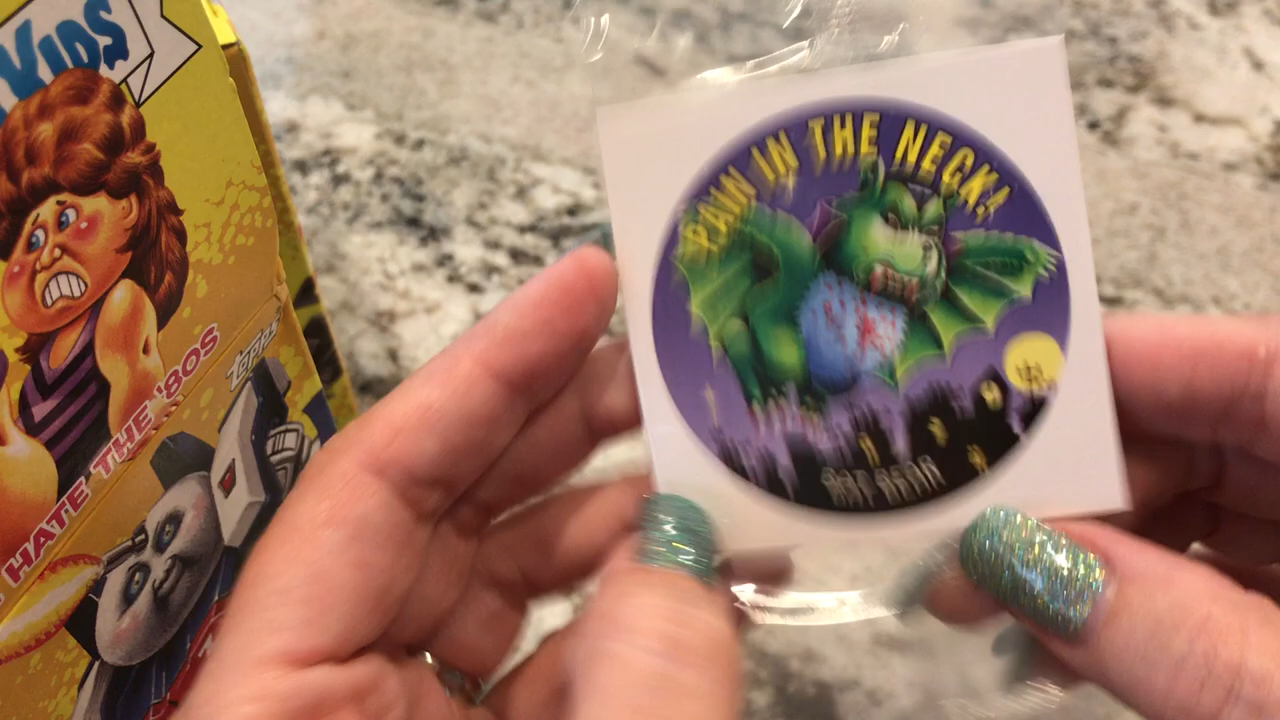 KIDS
HATE THE '80S
Topps
PAIN IN THE NECK!